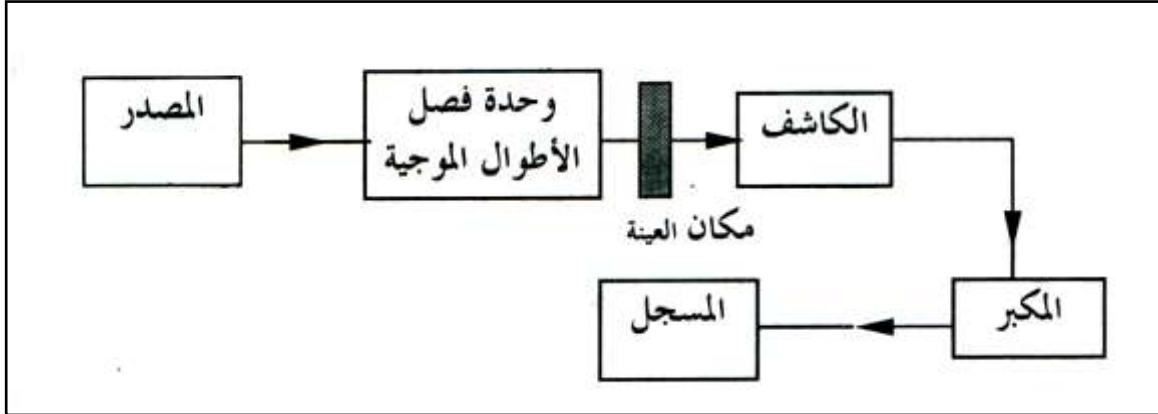 المصدر
وحدة فصل
الأطوال الموجية
الكاشف
مكان العينة
المكبر
المسجل